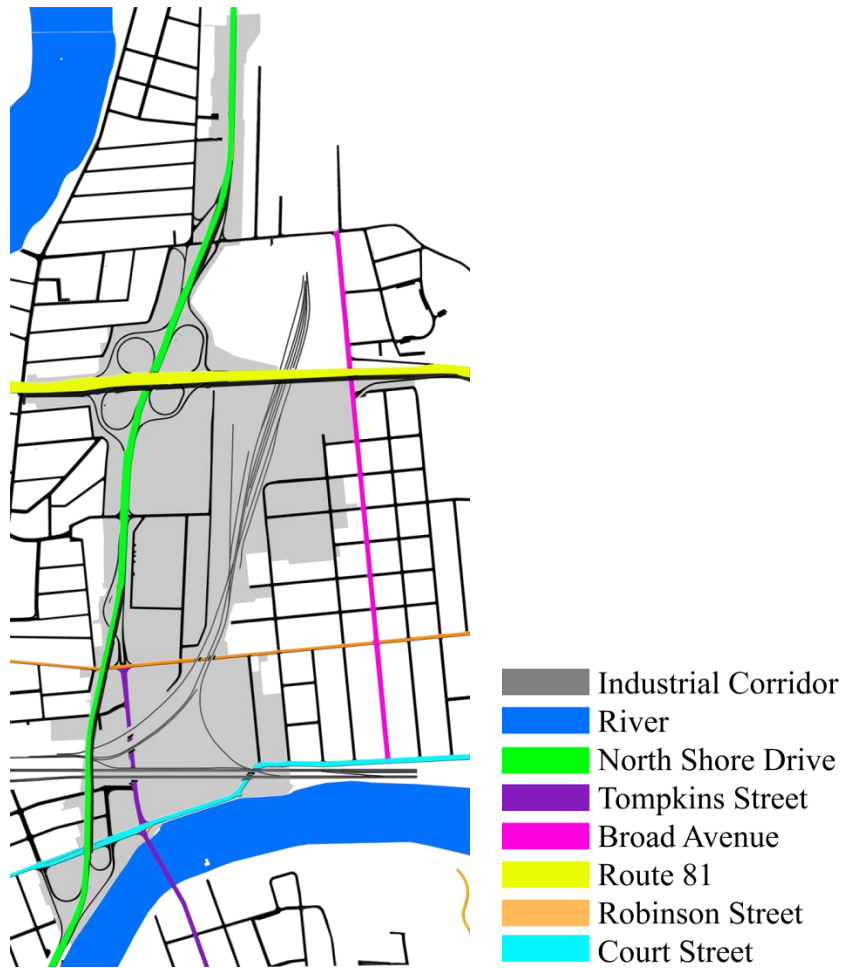 Industrial Corridor
River
North Shore Drive
Tompkins Street
Broad Avenue
Route 81
Robinson Street
Court Street